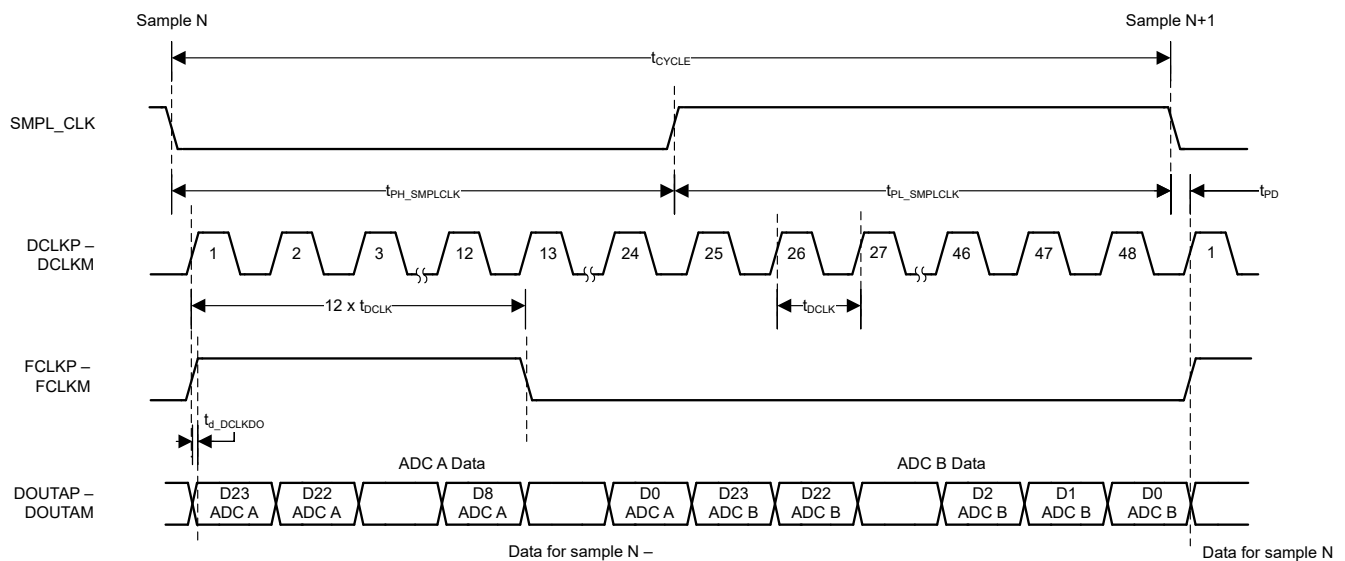 Sample N
Sample N+1
tCYCLE
SMPL_CLK
tPH_SMPLCLK
tPL_SMPLCLK
tPD
DCLKP –
DCLKM
1
2
3
12
13
24
25
26
27
46
47
48
1
12 x tDCLK
tDCLK
FCLKP –
FCLKM
td_DCLKDO
ADC A Data
ADC B Data
DOUTAP –
DOUTAM
D23
ADC A
D22
ADC A
D8
ADC A
D0
ADC A
D23
ADC B
D22
ADC B
D2
ADC B
D1
ADC B
D0
ADC B
Data for sample N –
Data for sample N